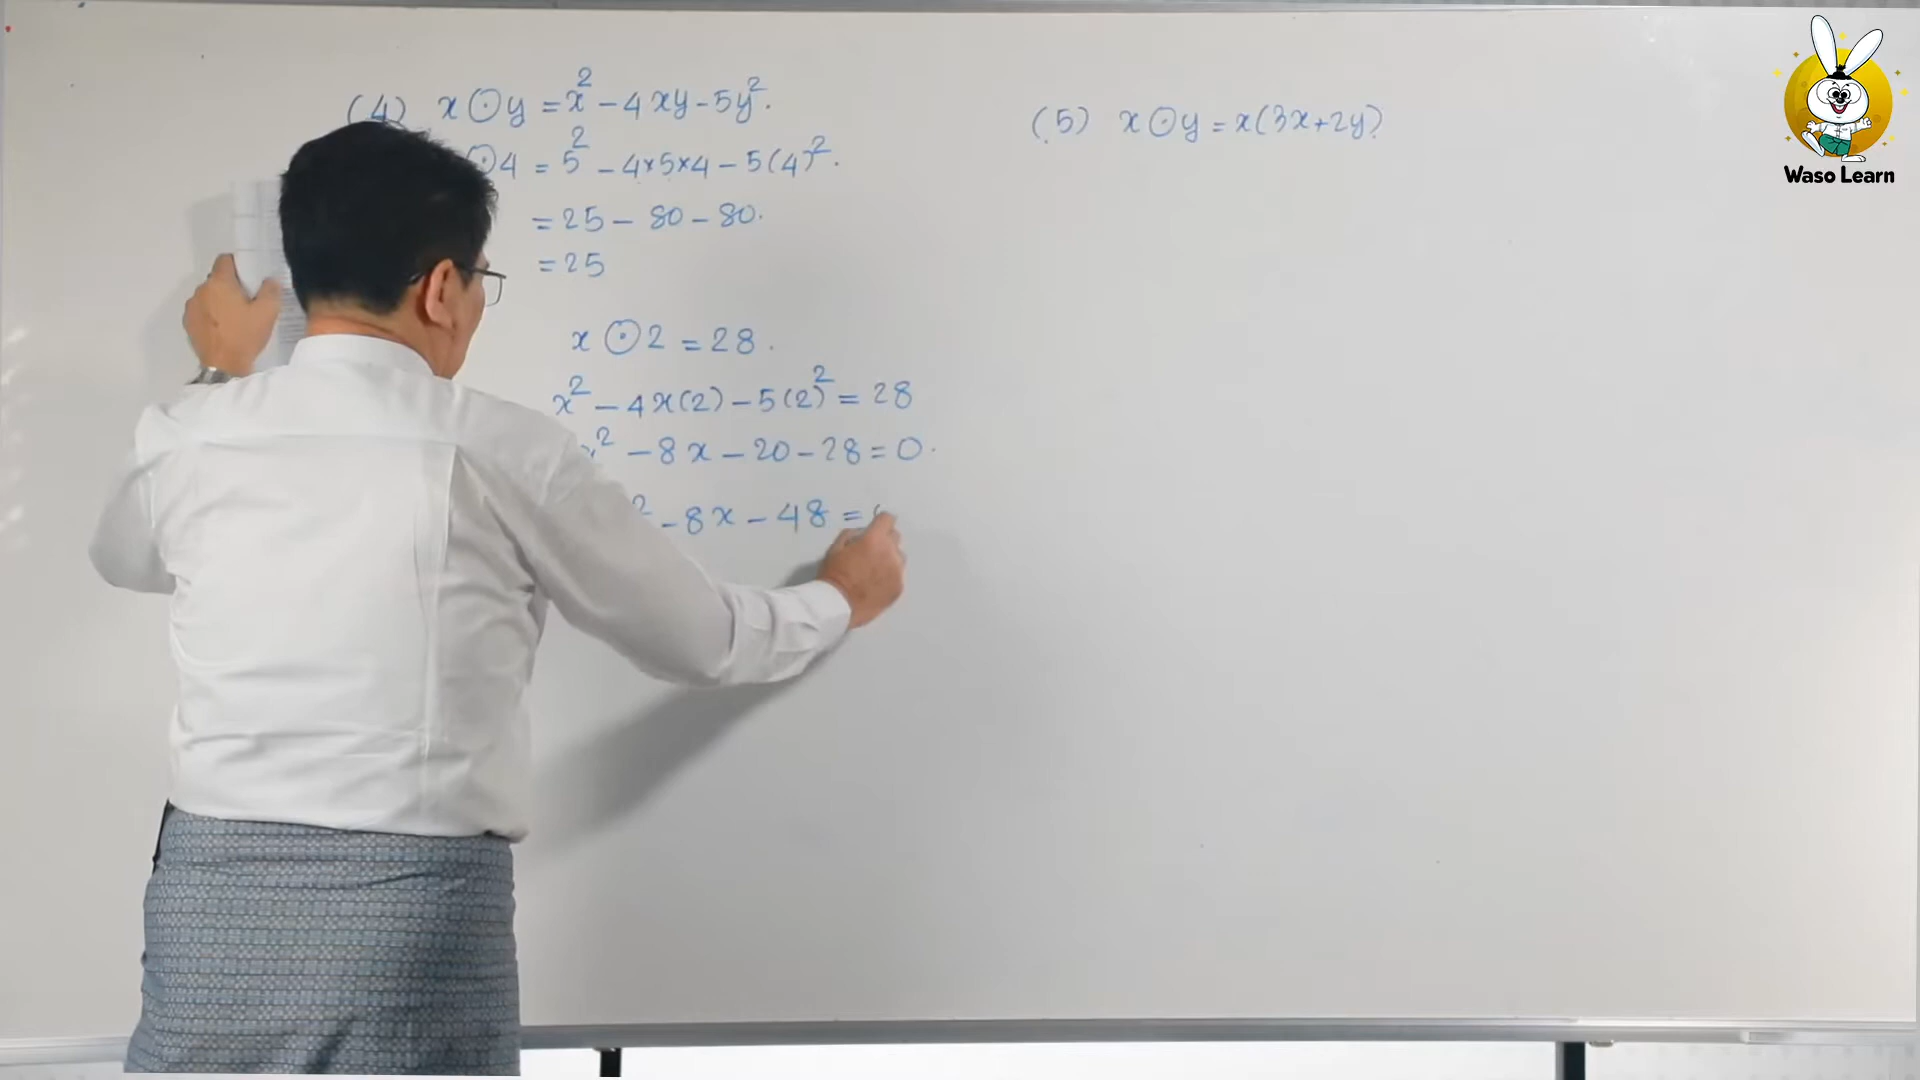 (4) x⊙y = x² - 4xy - 5y².
⊙4 = 5² - 4×5×4 - 5(4)².
= 25 - 80 - 80.
= 25
x⊙2 = 28.
x² - 4x(2) - 5(2)² = 28
x² - 8x - 20 - 28 = 0.
² - 8x - 48 =
(5) x⊙y = x(3x+2y)
Waso Learn